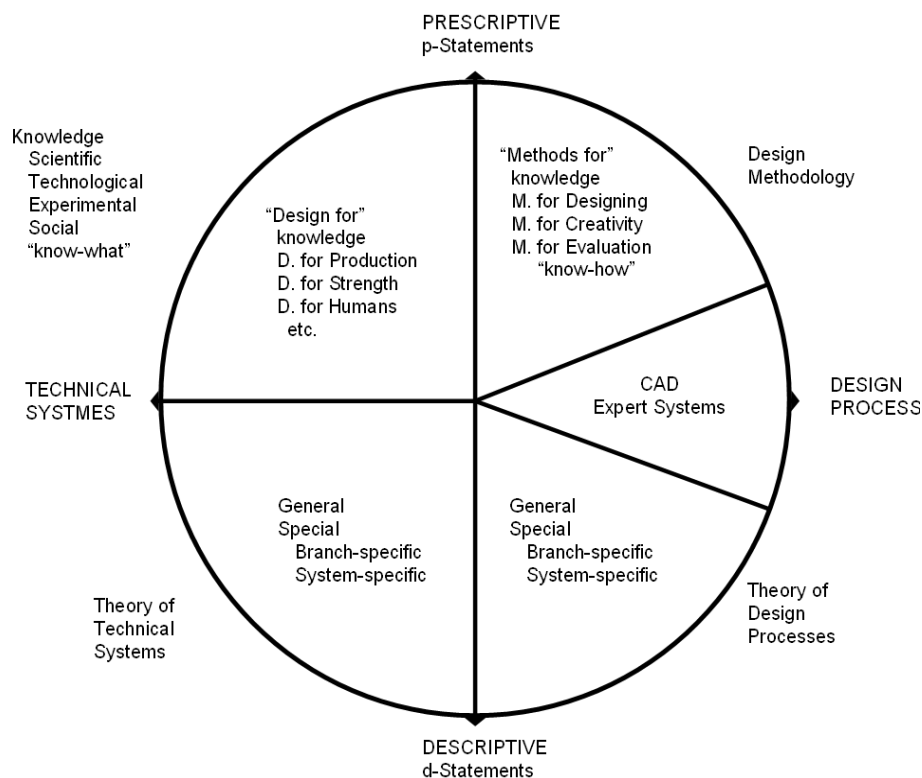 PRESCRIPTIVE
p-Statements
Knowledge
Scientific
Technological
Experimental
Social
“know-what”
“Design for”
knowledge
D. for Production
D. for Strength
D. for Humans
etc.
“Methods for”
knowledge
M. for Designing
M. for Creativity
M. for Evaluation
“know-how”
Design
Methodology
TECHNICAL
SYSTMES
CAD
Expert Systems
DESIGN
PROCESS
General
Special
Branch-specific
System-specific
General
Special
Branch-specific
System-specific
Theory of
Technical
Systems
Theory of
Design
Processes
DESCRIPTIVE
d-Statements